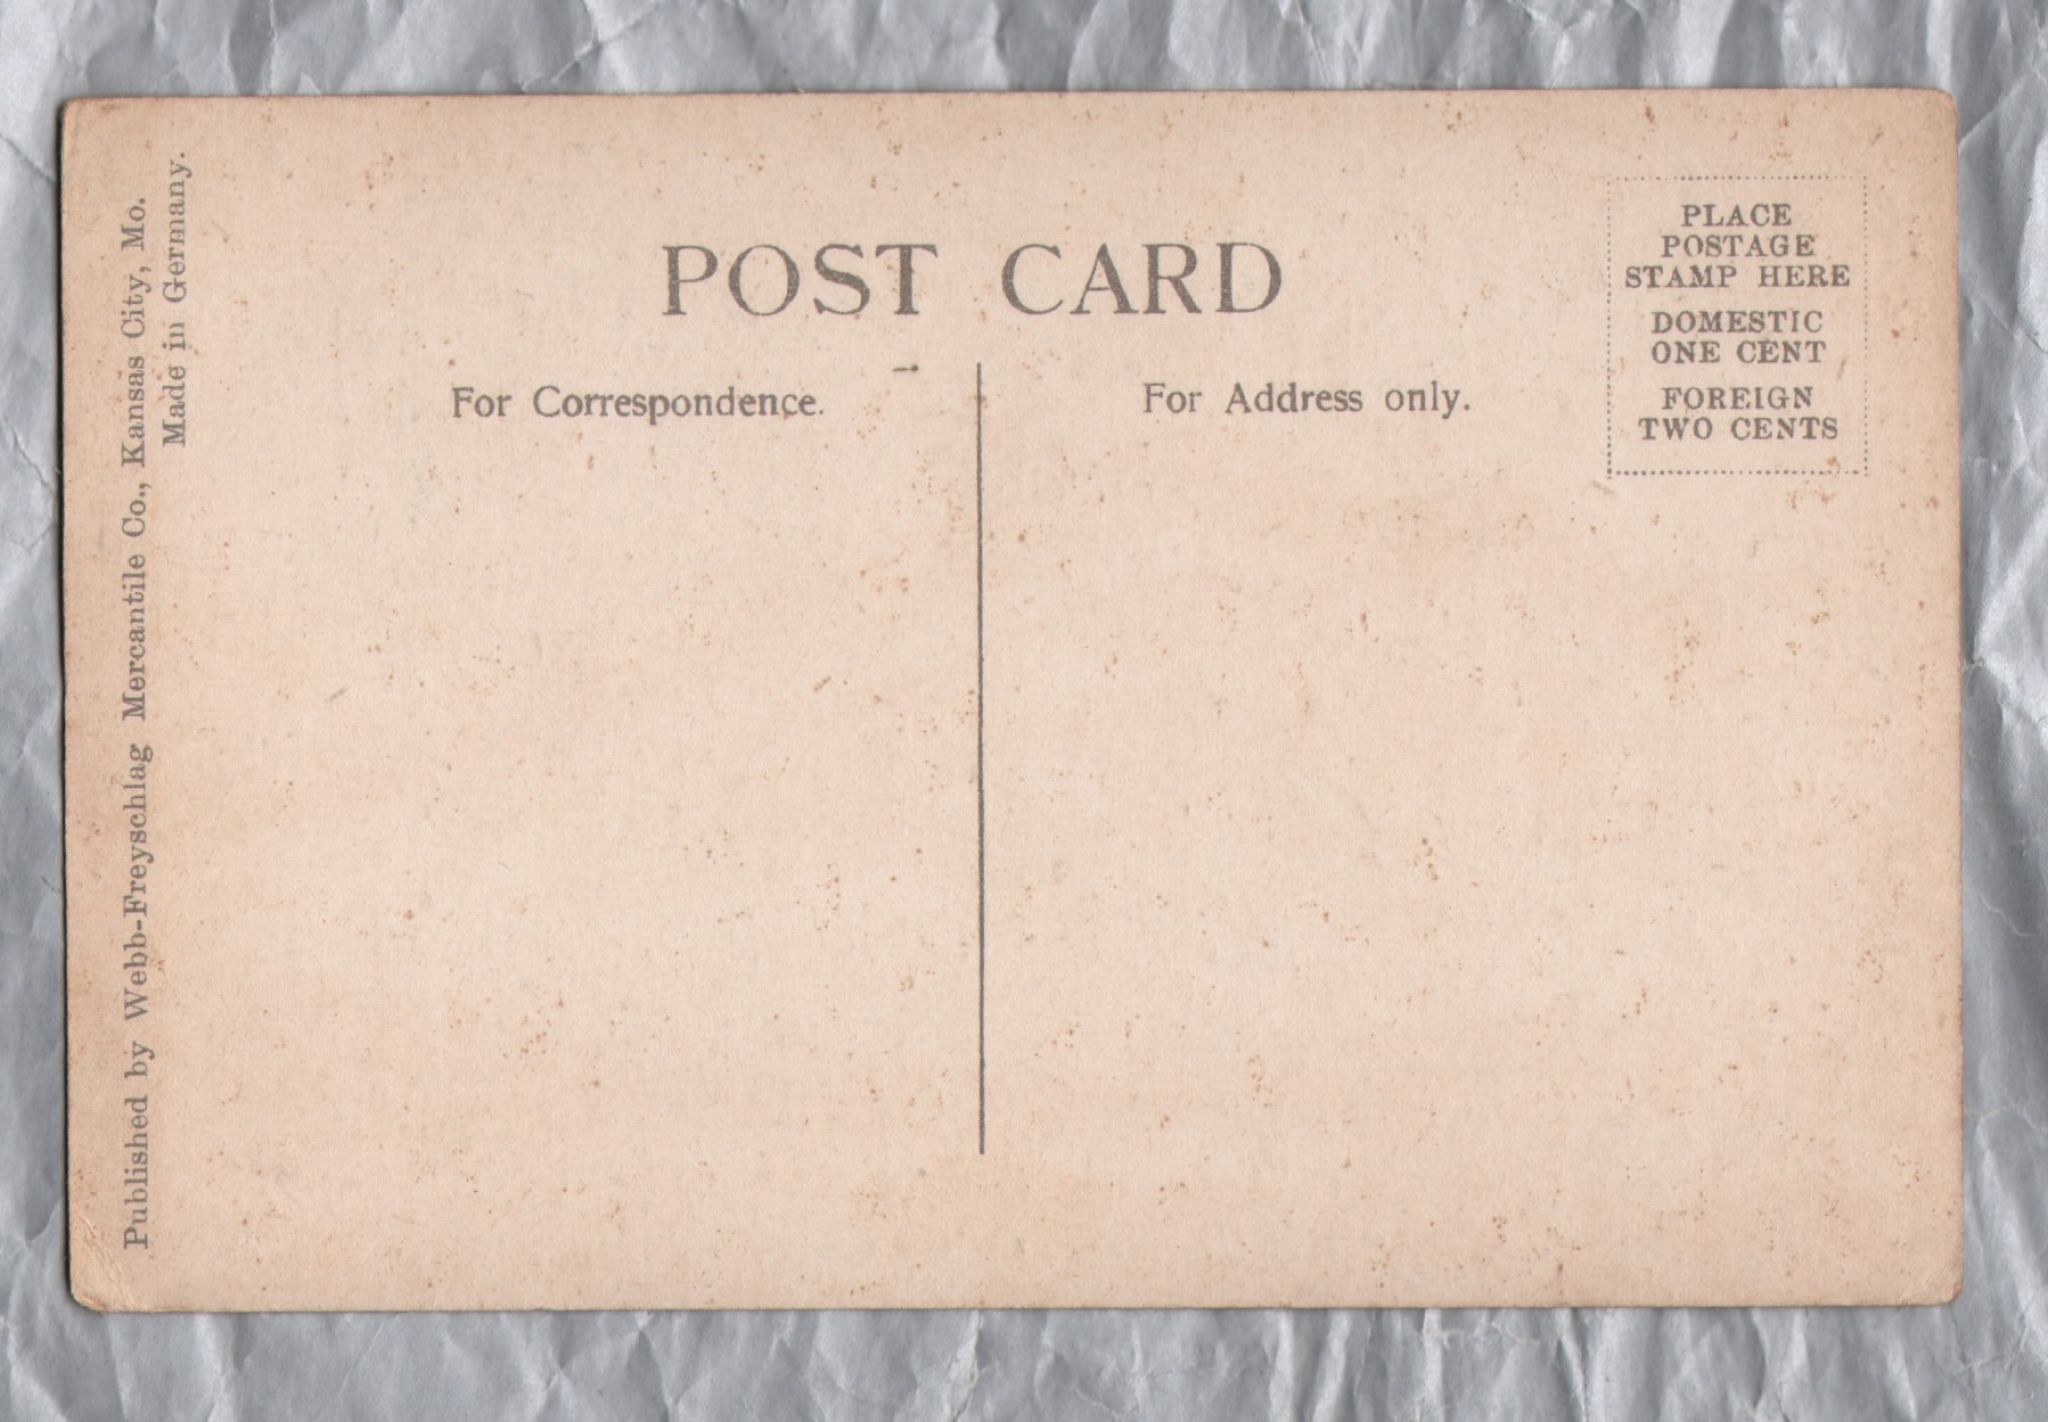 POST CARD
For Correspondence.
For Address only.
PLACE
POSTAGE
STAMP HERE
DOMESTIC
ONE CENT
FOREIGN
TWO CENTS
Published by Webb-Freyschlag Mercantile Co., Kansas City, Mo.
Made in Germany.